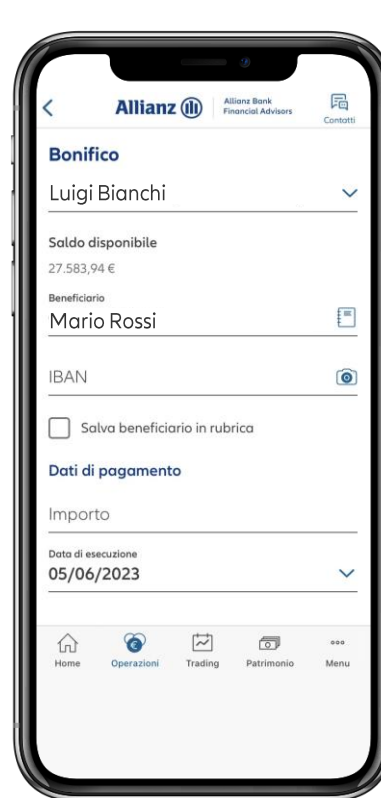 Allianz
Allianz Bank
Financial Advisors
Contatti
Bonifico
Luigi Bianchi
Saldo disponibile
27.583,94 €
Beneficiario
Mario Rossi
IBAN
Salva beneficiario in rubrica
Dati di pagamento
Importo
Data di esecuzione
05/06/2023
Home Operazioni Trading Patrimonio Menu